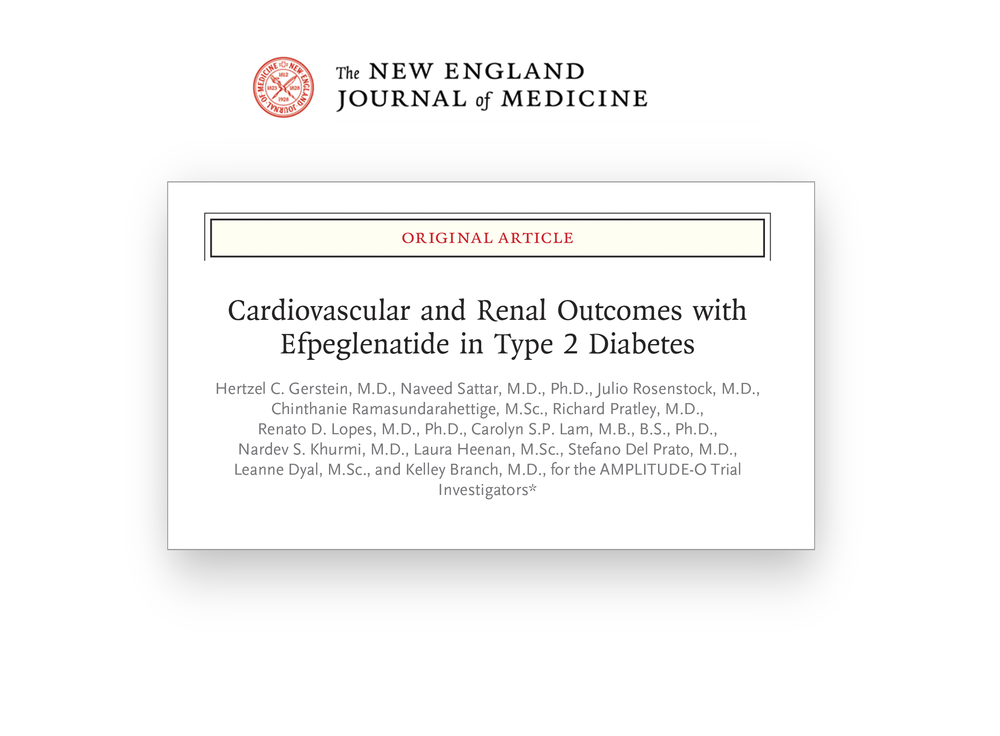 NEW ENGLAND JOURNAL OF MEDICINE
1812
1823 1828
1928
The NEW ENGLAND
JOURNAL of MEDICINE
ORIGINAL ARTICLE
Cardiovascular and Renal Outcomes with
Efpeglenatide in Type 2 Diabetes
Hertzel C. Gerstein, M.D., Naveed Sattar, M.D., Ph.D., Julio Rosenstock, M.D.,
Chinthanie Ramasundarahettige, M.Sc., Richard Pratley, M.D.,
Renato D. Lopes, M.D., Ph.D., Carolyn S.P. Lam, M.B., B.S., Ph.D.,
Nardev S. Khurmi, M.D., Laura Heenan, M.Sc., Stefano Del Prato, M.D.,
Leanne Dyal, M.Sc., and Kelley Branch, M.D., for the AMPLITUDE-O Trial
Investigators*